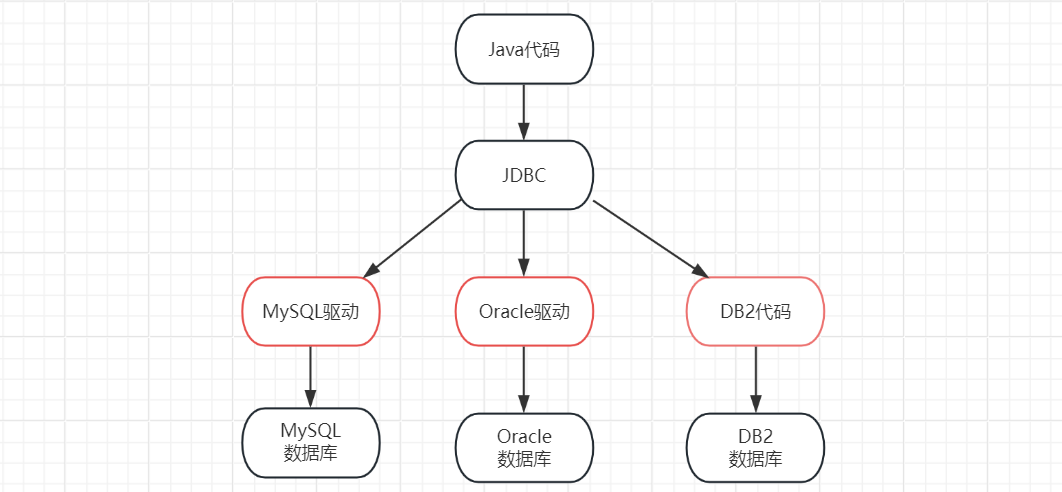 Java代码
JDBC
MySQL驱动
Oracle驱动
DB2代码
MySQL
数据库
Oracle
数据库
DB2
数据库